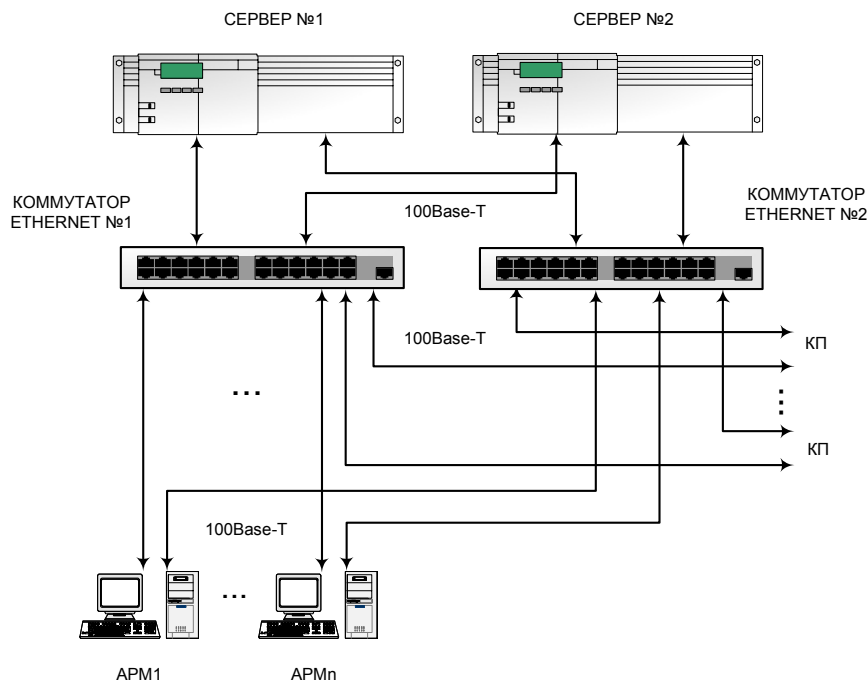 СЕРВЕР №1
СЕРВЕР №2
КОММУТАТОР
ETHERNET №1
100Base-T
КОММУТАТОР
ETHERNET №2
100Base-T
КП
...
...
КП
100Base-T
...
АРМ1
АРМn